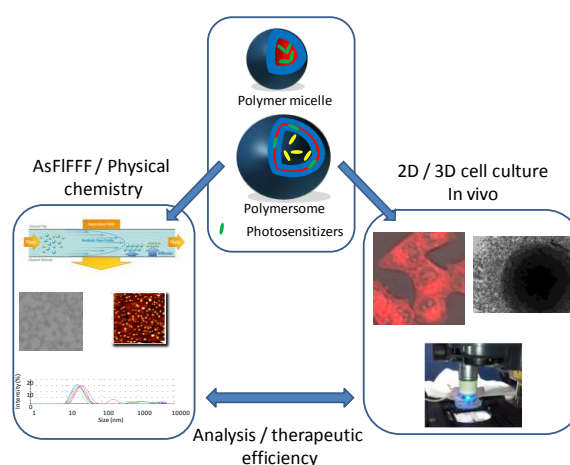 Polymer micelle
Polymersome
Photosensitizers
AsFlFFF / Physical
chemistry
2D / 3D cell culture
In vivo
Intensity (%)
20
10
0
1
10
100
1000
5000
Size (nm)
Analysis / therapeutic
efficiency